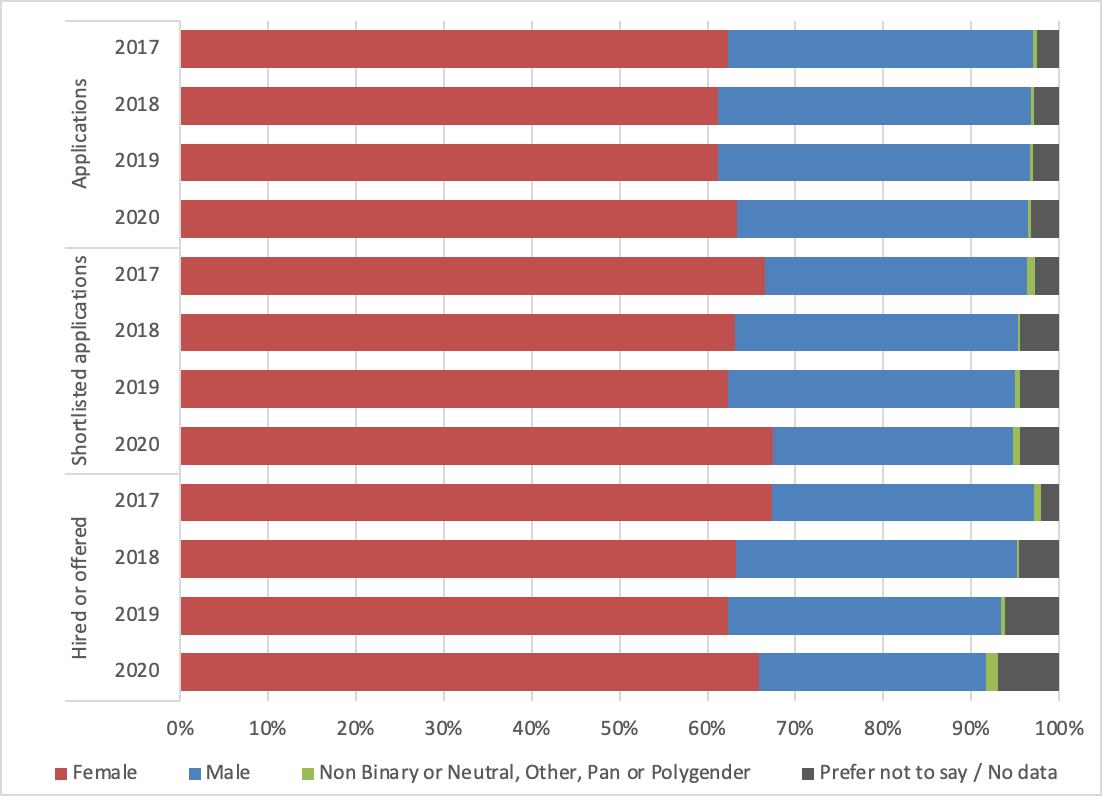 Applications
2017
2018
2019
2020
Shortlisted applications
2017
2018
2019
2020
Hired or offered
2017
2018
2019
2020
0% 10% 20% 30% 40% 50% 60% 70% 80% 90% 100%
Female Male Non Binary or Neutral, Other, Pan or Polygender Prefer not to say / No data